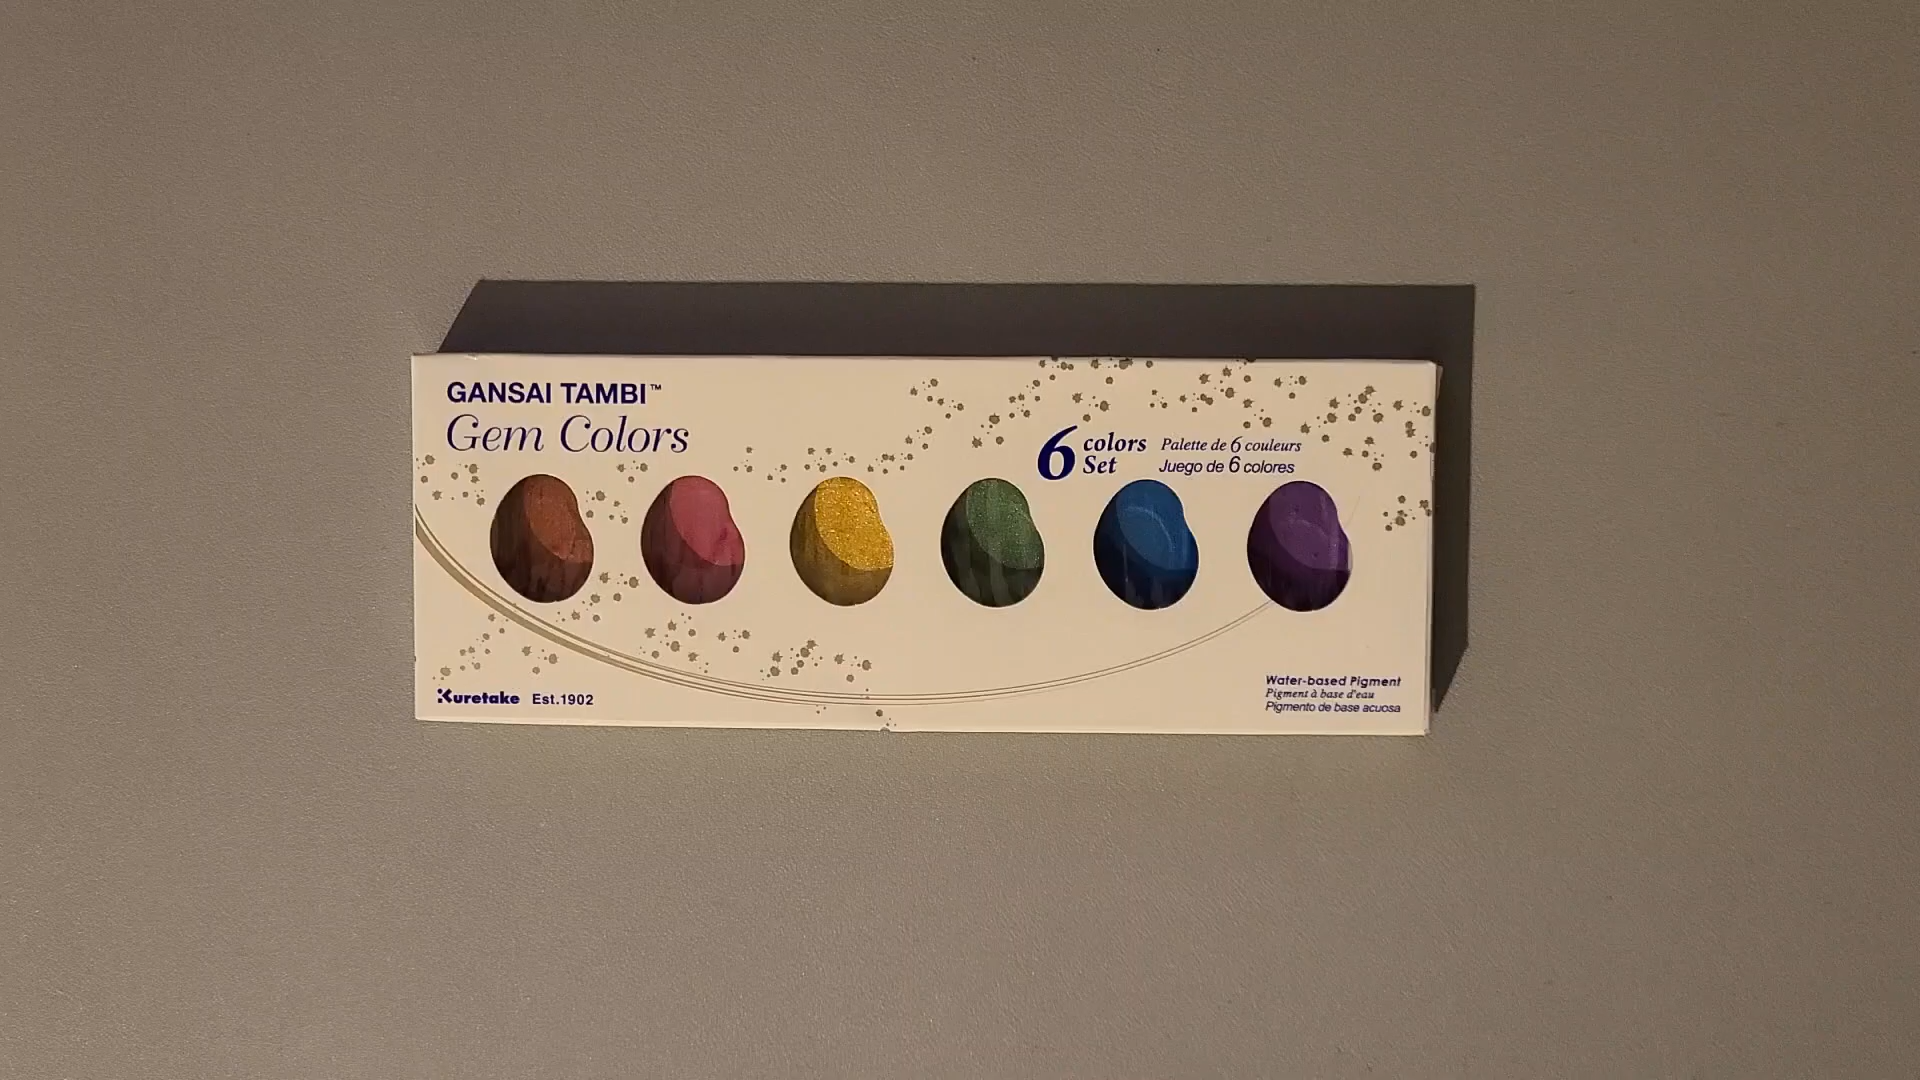 GANSAI TAMBI™
Gem Colors
6 colors Set
Palette de 6 couleurs
Juego de 6 colores
Kuretake Est.1902
Water-based Pigment
Pigment à base d'eau
Pigmento de base acuosa